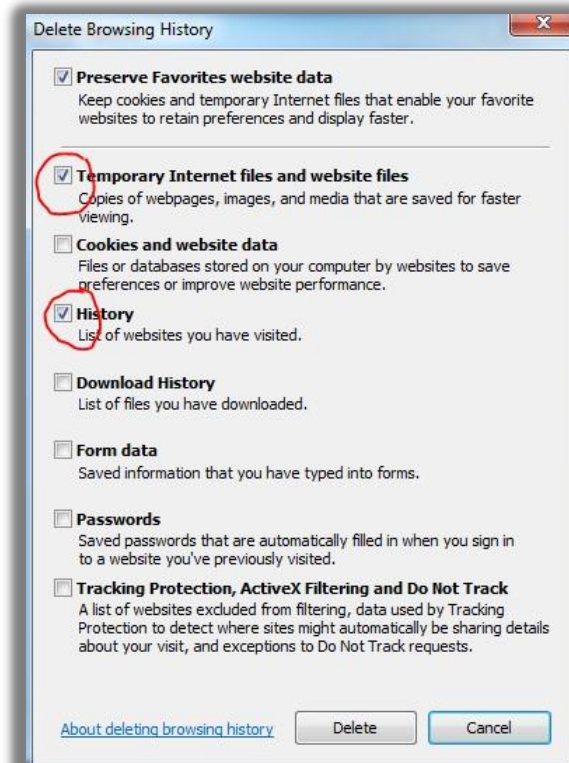 Delete Browsing History
Preserve Favorites website data
Keep cookies and temporary Internet files that enable your favorite
websites to retain preferences and display faster.
Temporary Internet files and website files
Copies of webpages, images, and media that are saved for faster
viewing.
Cookies and website data
Files or databases stored on your computer by websites to save
preferences or improve website performance.
History
List of websites you have visited.
Download History
List of files you have downloaded.
Form data
Saved information that you have typed into forms.
Passwords
Saved passwords that are automatically filled in when you sign in
to a website you've previously visited.
Tracking Protection, ActiveX Filtering and Do Not Track
A list of websites excluded from filtering, data used by Tracking
Protection to detect where sites might automatically be sharing details
about your visit, and exceptions to Do Not Track requests.
About deleting browsing history Delete Cancel